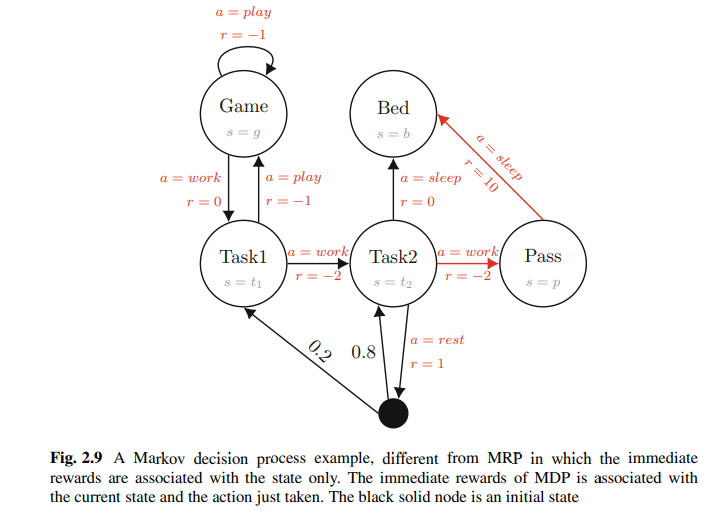 a = play
r = −1
Game
s = g
Bed
s = b
a = sleep
r = 10
a = work
r = 0
a = play
r = −1
a = sleep
r = 0
Task1
s = t₁
a = work
r = −2
Task2
s = t₂
a = work
r = −2
Pass
s = p
0.2
0.8
a = rest
r = 1
Fig. 2.9 A Markov decision process example, different from MRP in which the immediate
rewards are associated with the state only. The immediate rewards of MDP is associated with
the current state and the action just taken. The black solid node is an initial state